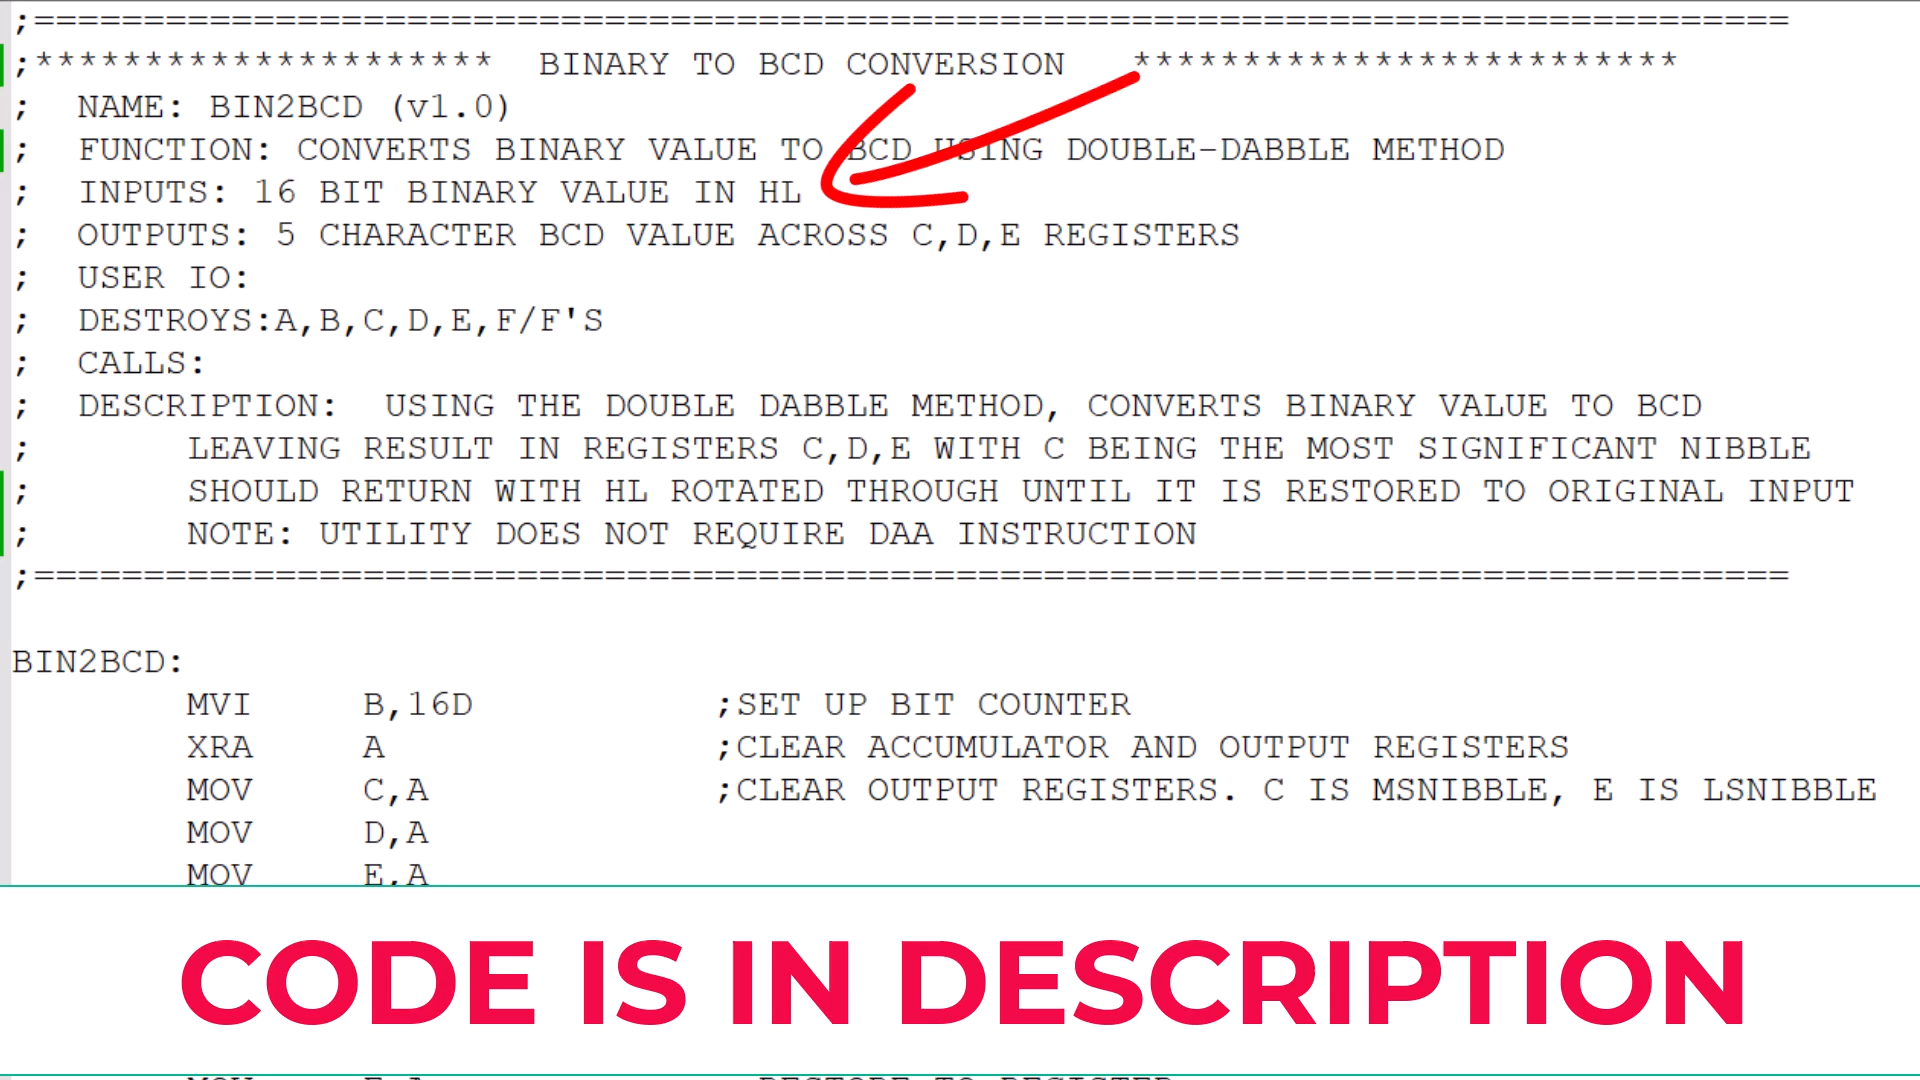 ;================================================================================
;********************* BINARY TO BCD CONVERSION *************************
; NAME: BIN2BCD (v1.0)
; FUNCTION: CONVERTS BINARY VALUE TO BCD USING DOUBLE-DABBLE METHOD
; INPUTS: 16 BIT BINARY VALUE IN HL
; OUTPUTS: 5 CHARACTER BCD VALUE ACROSS C,D,E REGISTERS
; USER IO:
; DESTROYS:A,B,C,D,E,F/F'S
; CALLS:
; DESCRIPTION: USING THE DOUBLE DABBLE METHOD, CONVERTS BINARY VALUE TO BCD
; LEAVING RESULT IN REGISTERS C,D,E WITH C BEING THE MOST SIGNIFICANT NIBBLE
; SHOULD RETURN WITH HL ROTATED THROUGH UNTIL IT IS RESTORED TO ORIGINAL INPUT
; NOTE: UTILITY DOES NOT REQUIRE DAA INSTRUCTION
;================================================================================
BIN2BCD:
MVI B,16D ;SET UP BIT COUNTER
XRA A ;CLEAR ACCUMULATOR AND OUTPUT REGISTERS
MOV C,A ;CLEAR OUTPUT REGISTERS. C IS MSNIBBLE, E IS LSNIBBLE
MOV D,A
MOV E,A
CODE IS IN DESCRIPTION